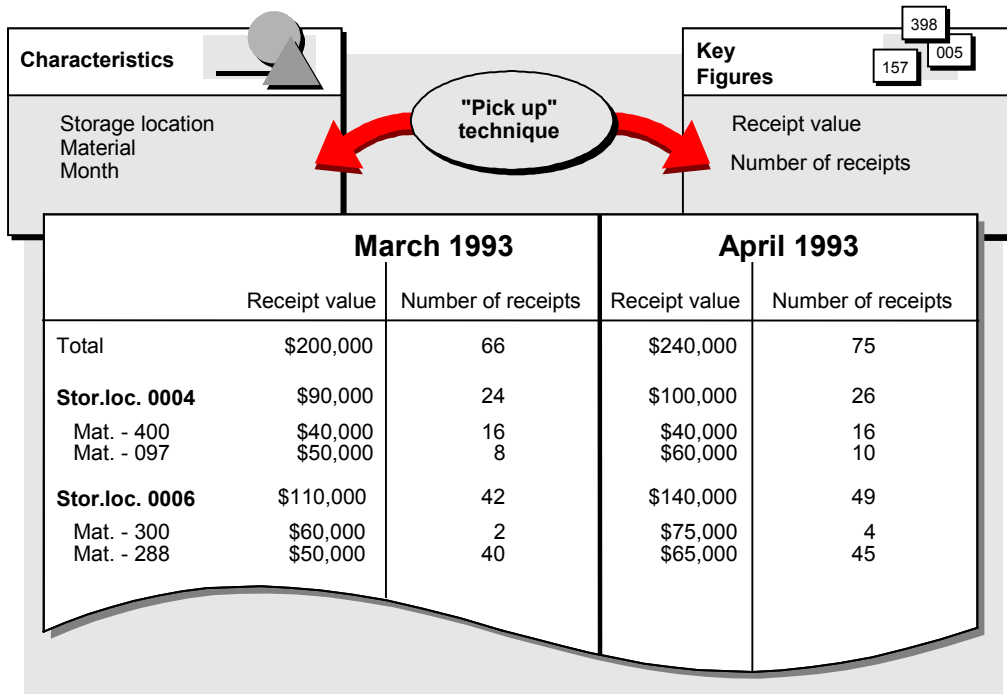 Characteristics
Storage location
Material
Month
"Pick up"
technique
Key
Figures
398
005
157
Receipt value
Number of receipts
March 1993 April 1993
Receipt value Number of receipts Receipt value Number of receipts
Total $200,000 66 $240,000 75
Stor.loc. 0004 $90,000 24 $100,000 26
Mat. - 400 $40,000 16 $40,000 16
Mat. - 097 $50,000 8 $60,000 10
Stor.loc. 0006 $110,000 42 $140,000 49
Mat. - 300 $60,000 2 $75,000 4
Mat. - 288 $50,000 40 $65,000 45